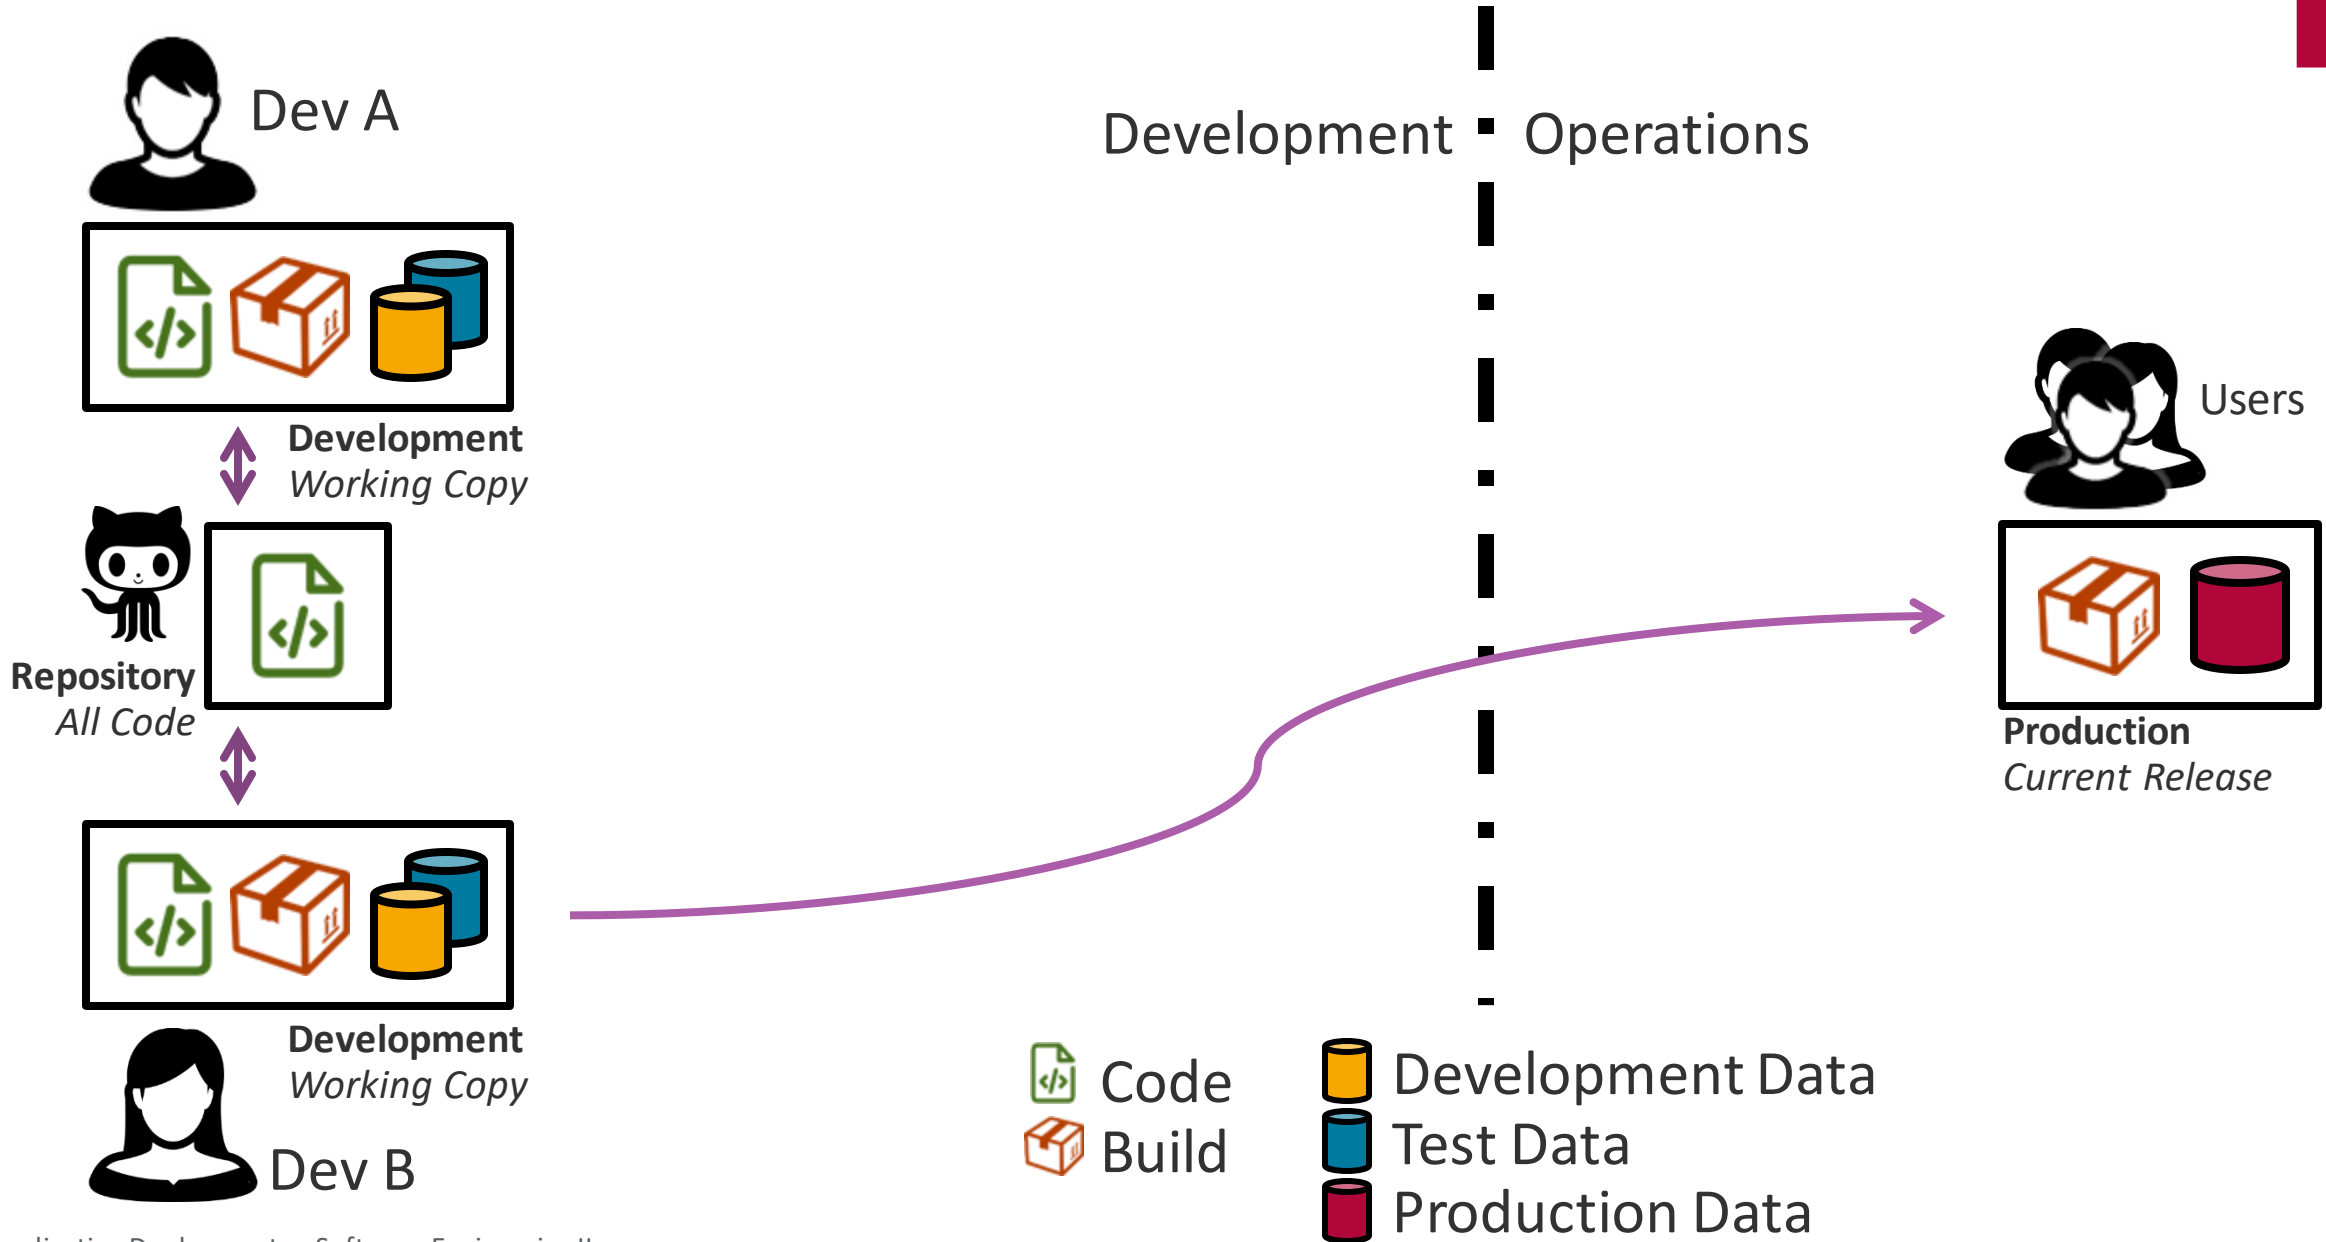 Dev A
Development
Operations
Development
Working Copy
Users
Repository
All Code
Production
Current Release
Development
Working Copy
Dev B
Code
Build
Development Data
Test Data
Production Data